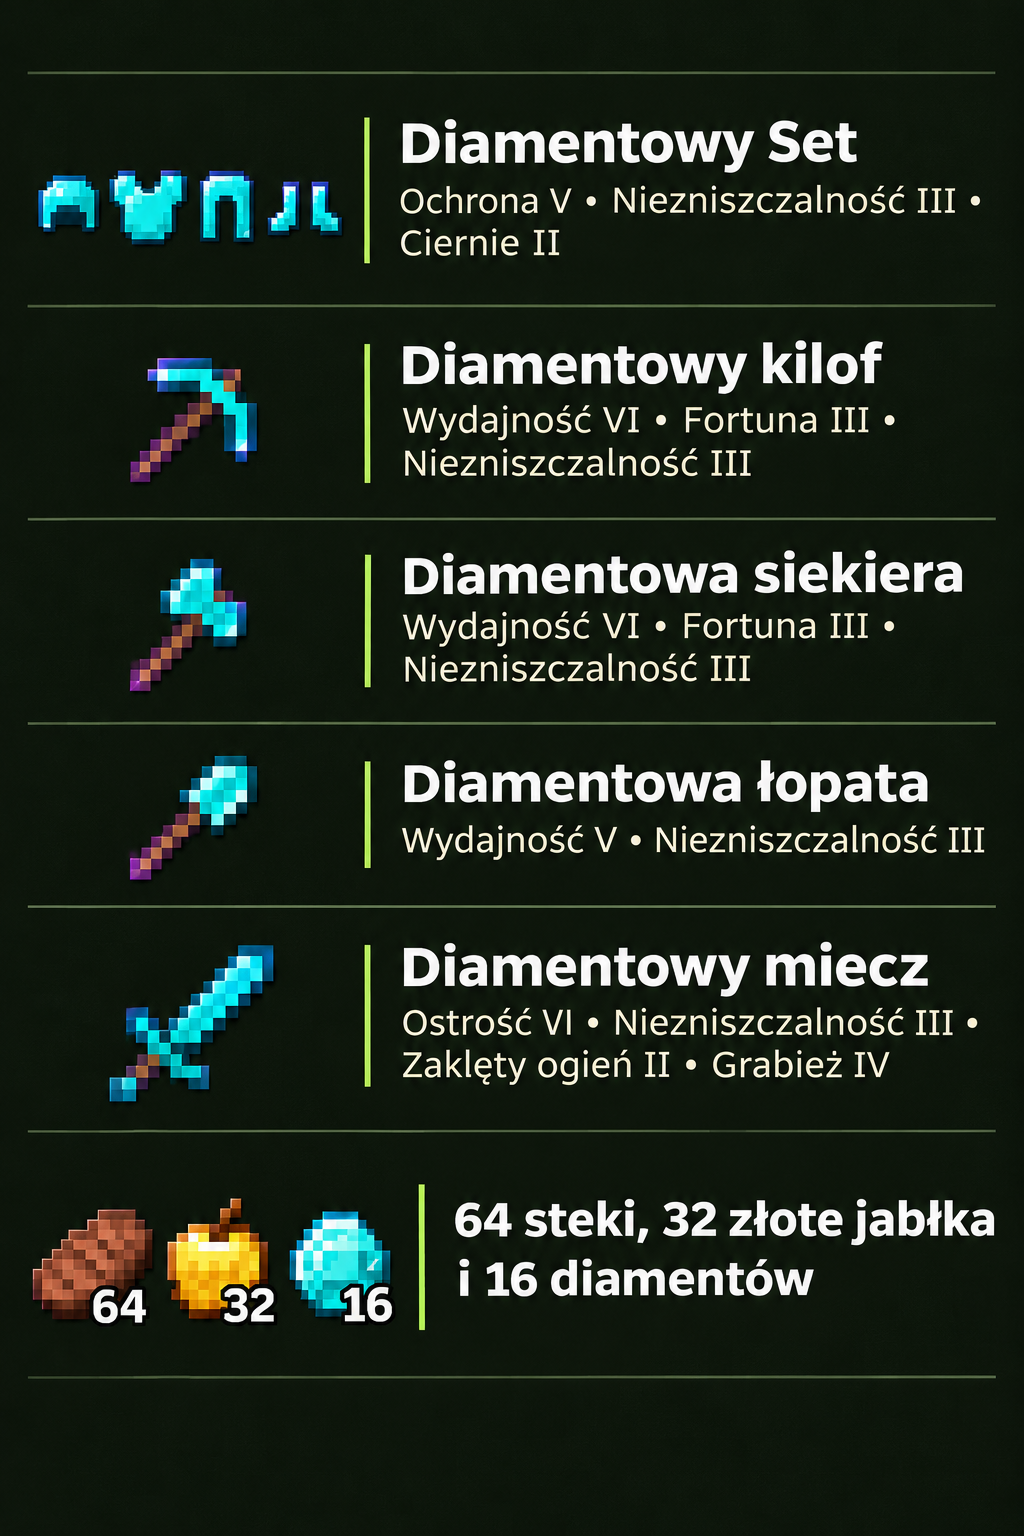 Diamentowy Set
Ochrona V • Niezniszczalność III •
Ciernie II
Diamentowy kilof
Wydajność VI • Fortuna III •
Niezniszczalność III
Diamentowa siekiera
Wydajność VI • Fortuna III •
Niezniszczalność III
Diamentowa łopata
Wydajność V • Niezniszczalność III
Diamentowy miecz
Ostrość VI • Niezniszczalność III •
Zaklęty ogień II • Grabież IV
64 32 16
64 steki, 32 złote jabłka
i 16 diamentów